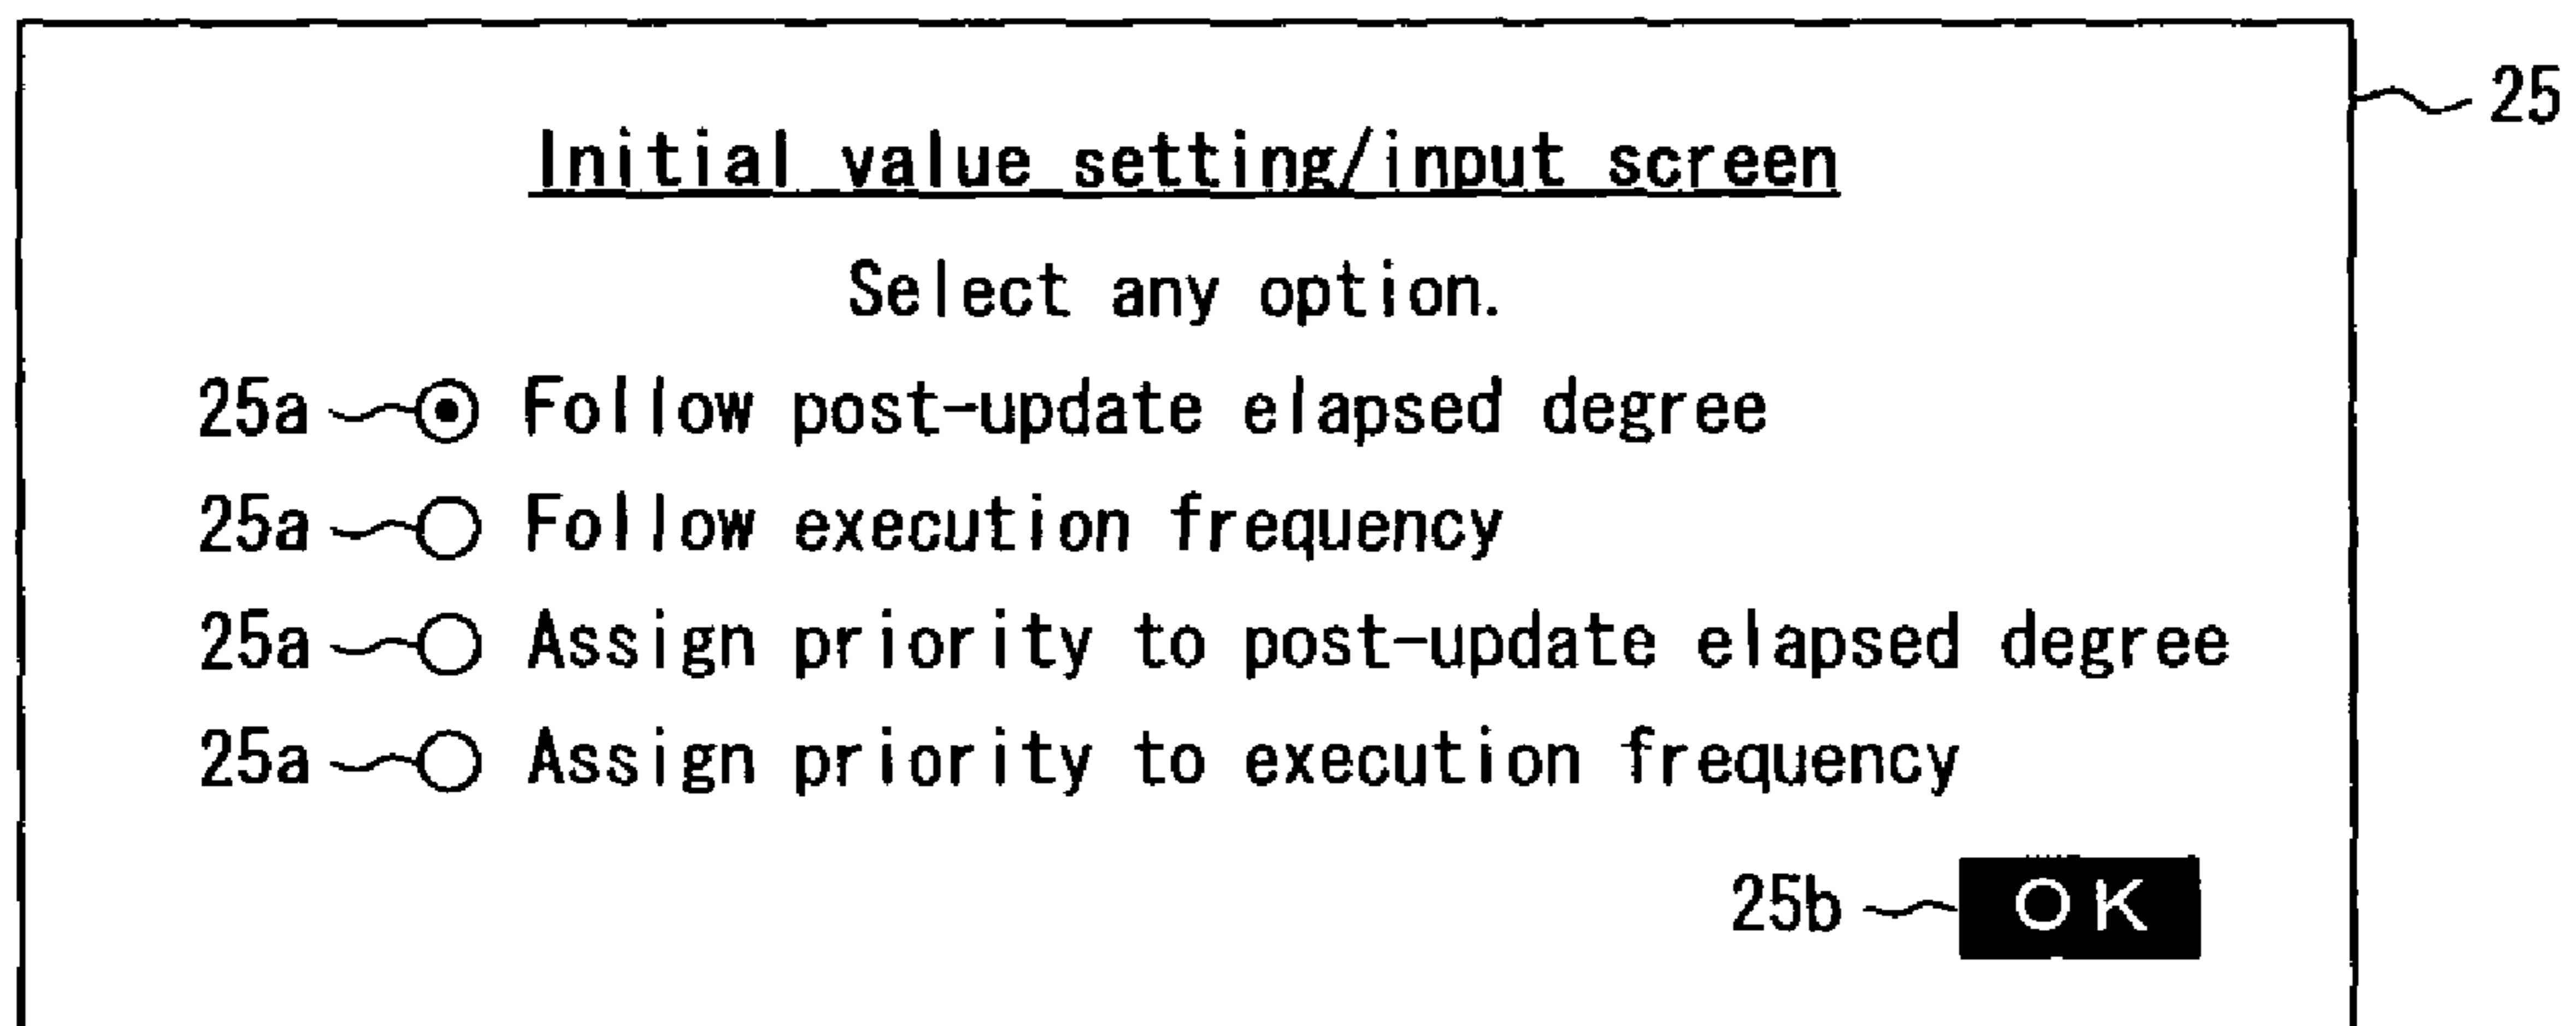 25
Initial value setting/input screen
Select any option.
25a Follow post-update elapsed degree
25a Follow execution frequency
25a Assign priority to post-update elapsed degree
25a Assign priority to execution frequency
25b OK